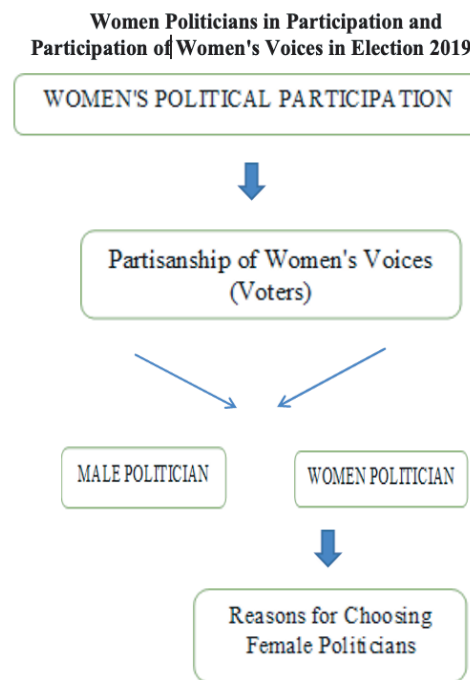 Women Politicians in Participation and
Participation of Women's Voices in Election 2019
WOMEN'S POLITICAL PARTICIPATION
Partisanship of Women's Voices
(Voters)
MALE POLITICIAN
WOMEN POLITICIAN
Reasons for Choosing
Female Politicians